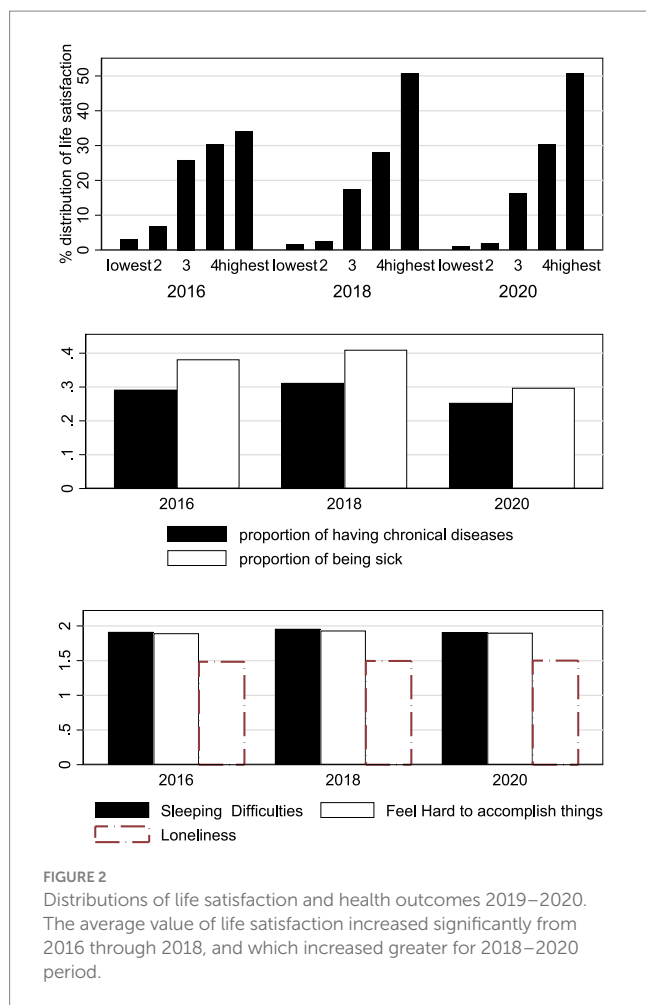 % distribution of life satisfaction
50
40
30
20
10
0
lowest 2 3 4 highest lowest 2 3 4 highest lowest 2 3 4 highest
2016 2018 2020
.4
.3
.2
.1
0
2016 2018 2020
proportion of having chronical diseases
proportion of being sick
2
1.5
1
.5
0
2016 2018 2020
Sleeping Difficulties Feel Hard to accomplish things
Loneliness
FIGURE 2
Distributions of life satisfaction and health outcomes 2019–2020.
The average value of life satisfaction increased significantly from
2016 through 2018, and which increased greater for 2018–2020
period.